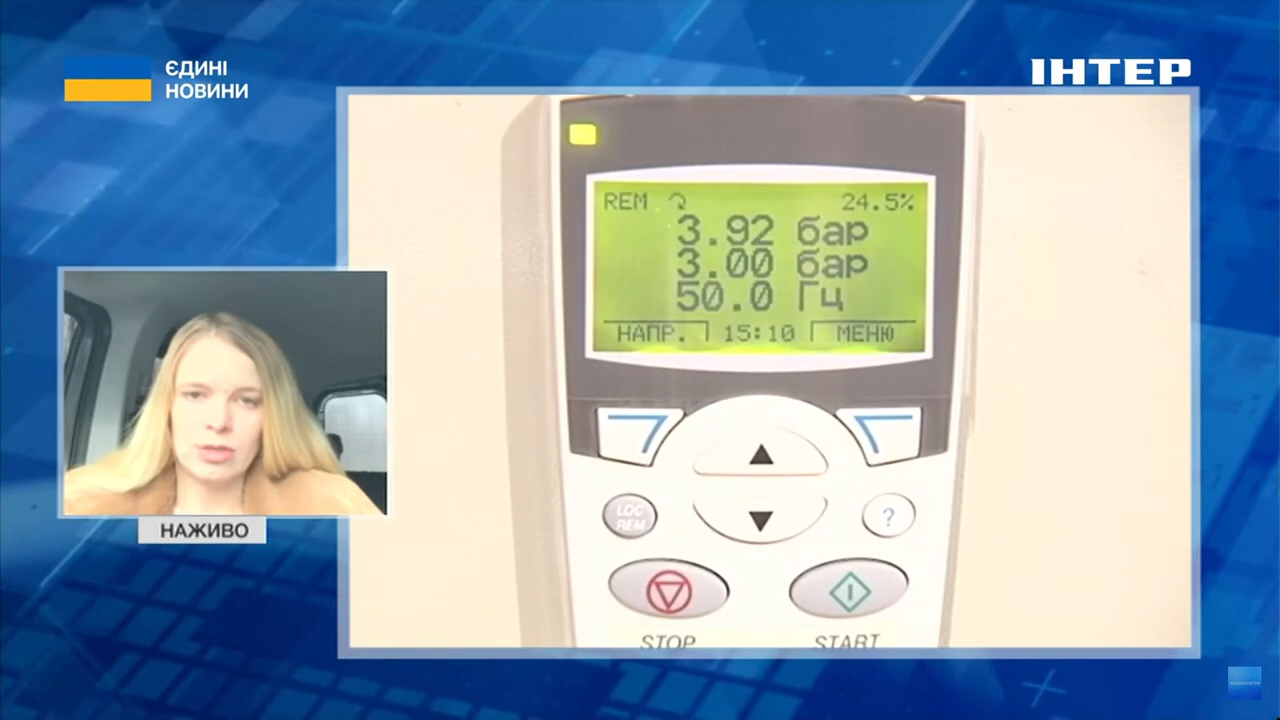 ЄДИНІ
НОВИНИ
ІНТЕР
REM 24.5%
3.92 бар
3.00 бар
50.0 Гц
НАПР. 15:10 МЕНЮ
LOC
REM
?
STOP START
НАЖИВО